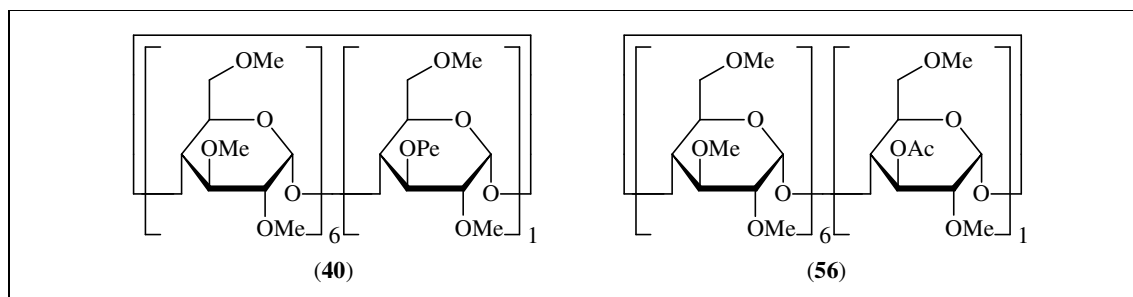 OMe OMe OMe OMe
O O O O
OMe OPe OMe OAc
O O O O
OMe 6 OMe 1 OMe 6 OMe 1
(40) (56)